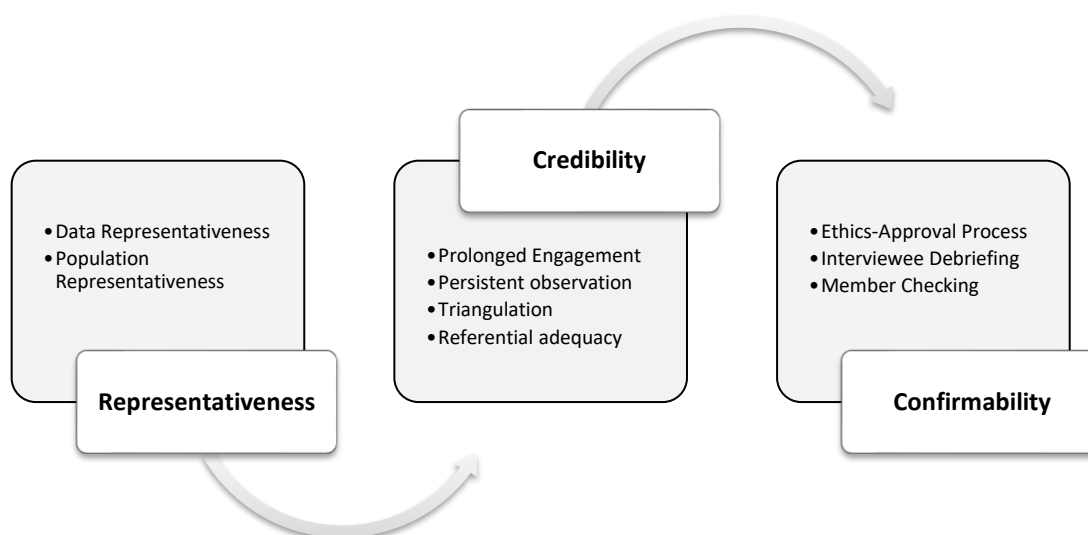 •Data Representativeness
•Population
Representativeness
Representativeness
Credibility
•Prolonged Engagement
•Persistent observation
•Triangulation
•Referential adequacy
•Ethics-Approval Process
•Interviewee Debriefing
•Member Checking
Confirmability